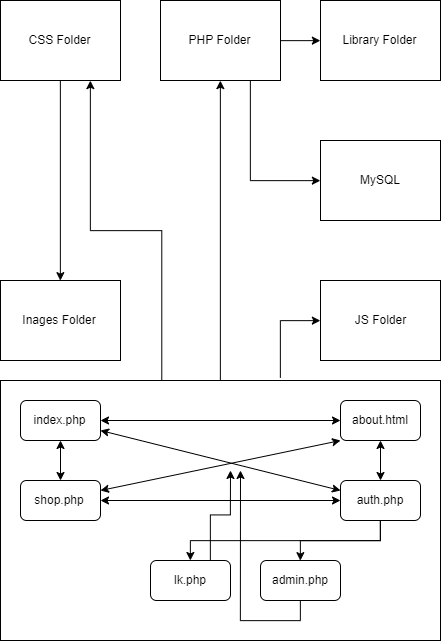 CSS Folder
PHP Folder
Library Folder
MySQL
Inages Folder
JS Folder
index.php
about.html
shop.php
auth.php
lk.php
admin.php